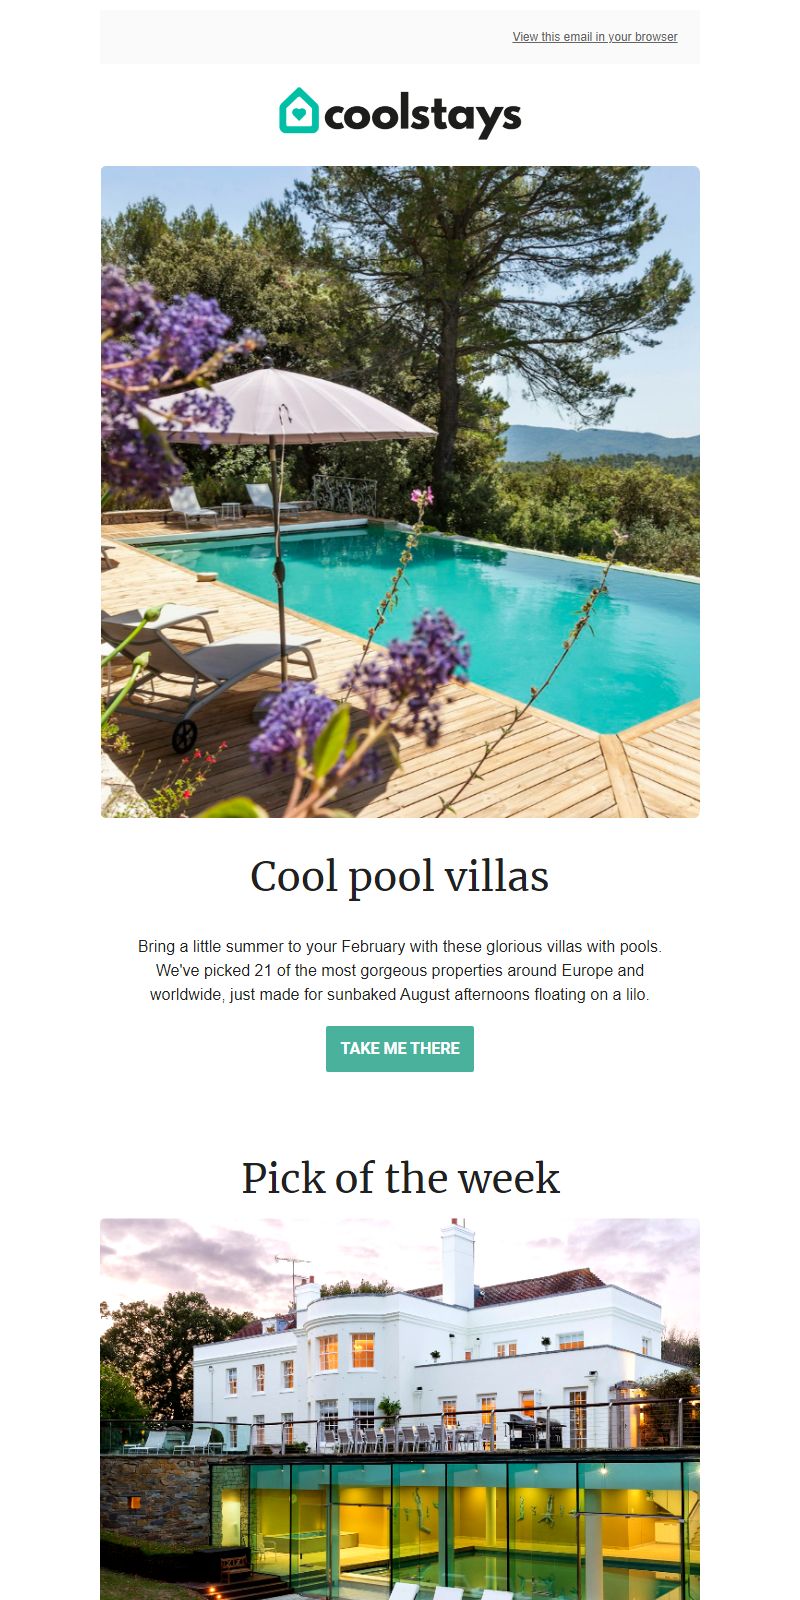 View this email in your browser
coolstays
Cool pool villas
Bring a little summer to your February with these glorious villas with pools.
We've picked 21 of the most gorgeous properties around Europe and
worldwide, just made for sunbaked August afternoons floating on a lilo.
TAKE ME THERE
Pick of the week